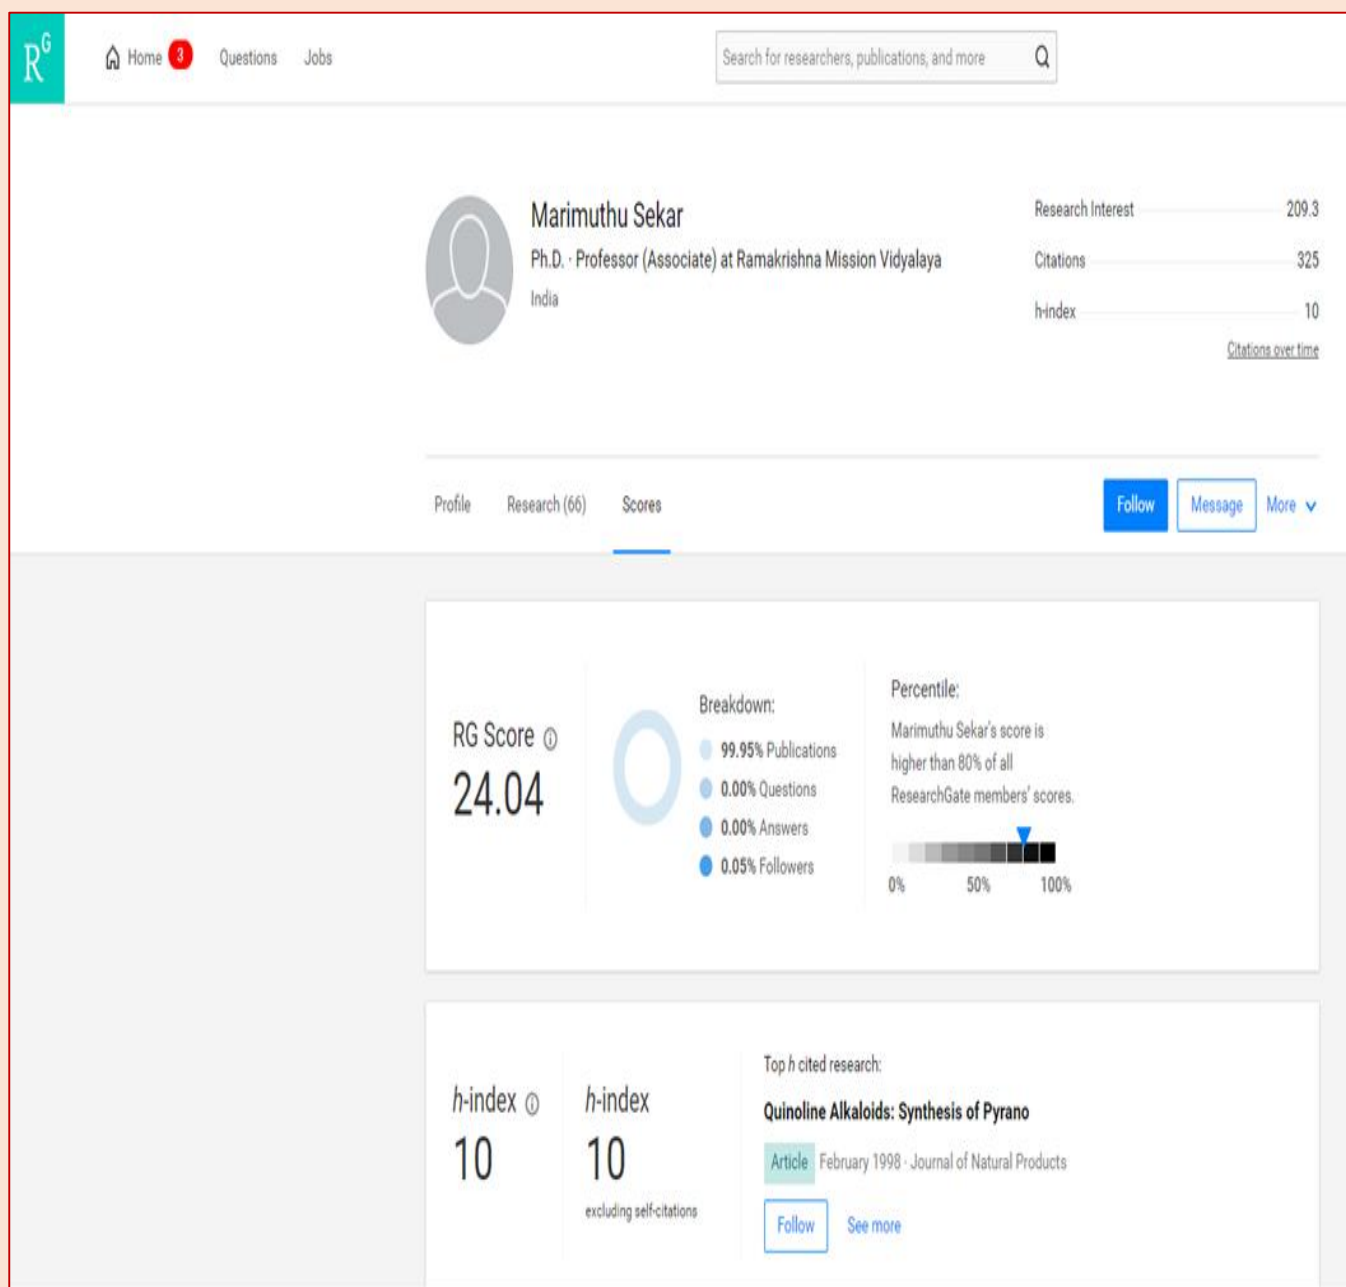 RG
Home 3 Questions Jobs
Search for researchers, publications, and more
Marimuthu Sekar
Ph.D. · Professor (Associate) at Ramakrishna Mission Vidyalaya
India
Research Interest 209.3
Citations 325
h-index 10
Citations over time
Profile Research (66) Scores
Follow Message More
RG Score
24.04
Breakdown:
99.95% Publications
0.00% Questions
0.00% Answers
0.05% Followers
Percentile:
Marimuthu Sekar's score is
higher than 80% of all
ResearchGate members' scores.
0% 50% 100%
h-index
10
h-index
10
excluding self-citations
Top h cited research:
Quinoline Alkaloids: Synthesis of Pyrano
Article February 1998 · Journal of Natural Products
Follow See more